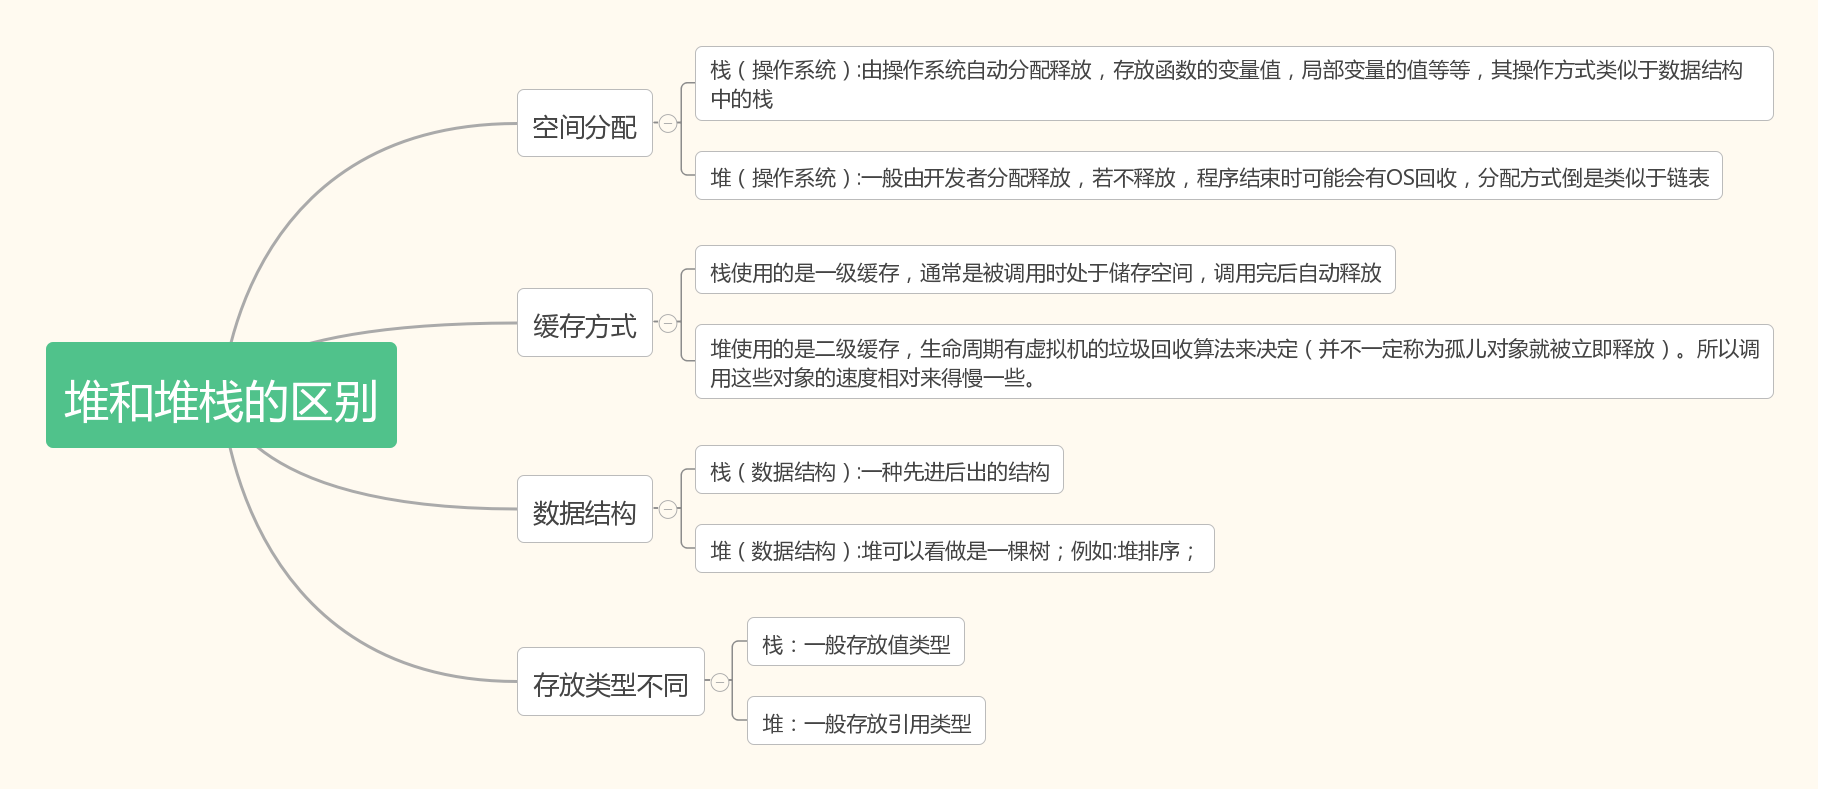 堆和堆栈的区别
空间分配
栈（操作系统）:由操作系统自动分配释放，存放函数的变量值，局部变量的值等等，其操作方式类似于数据结构
中的栈
堆（操作系统）:一般由开发者分配释放，若不释放，程序结束时可能会有OS回收，分配方式倒是类似于链表
缓存方式
栈使用的是一级缓存，通常是被调用时处于储存空间，调用完后自动释放
堆使用的是二级缓存，生命周期有虚拟机的垃圾回收算法来决定（并不一定称为孤儿对象就被立即释放）。所以调
用这些对象的速度相对来得慢一些。
数据结构
栈（数据结构）:一种先进后出的结构
堆（数据结构）:堆可以看做是一棵树；例如:堆排序；
存放类型不同
栈：一般存放值类型
堆：一般存放引用类型